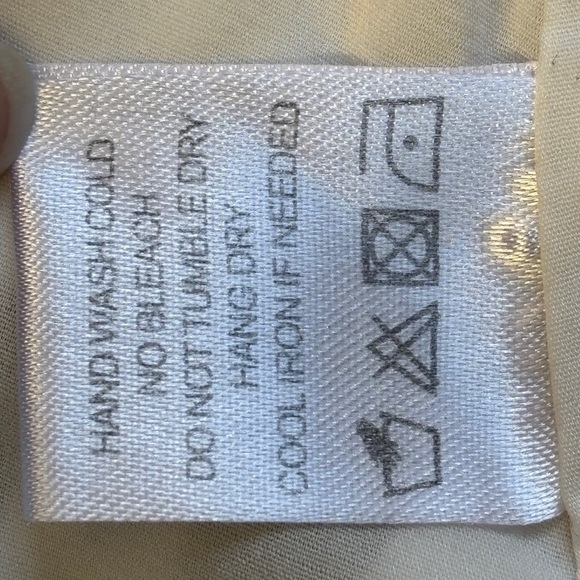 HAND WASH COLD
NO BLEACH
DO NOT TUMBLE DRY
HANG DRY
COOL IRON IF NEEDED